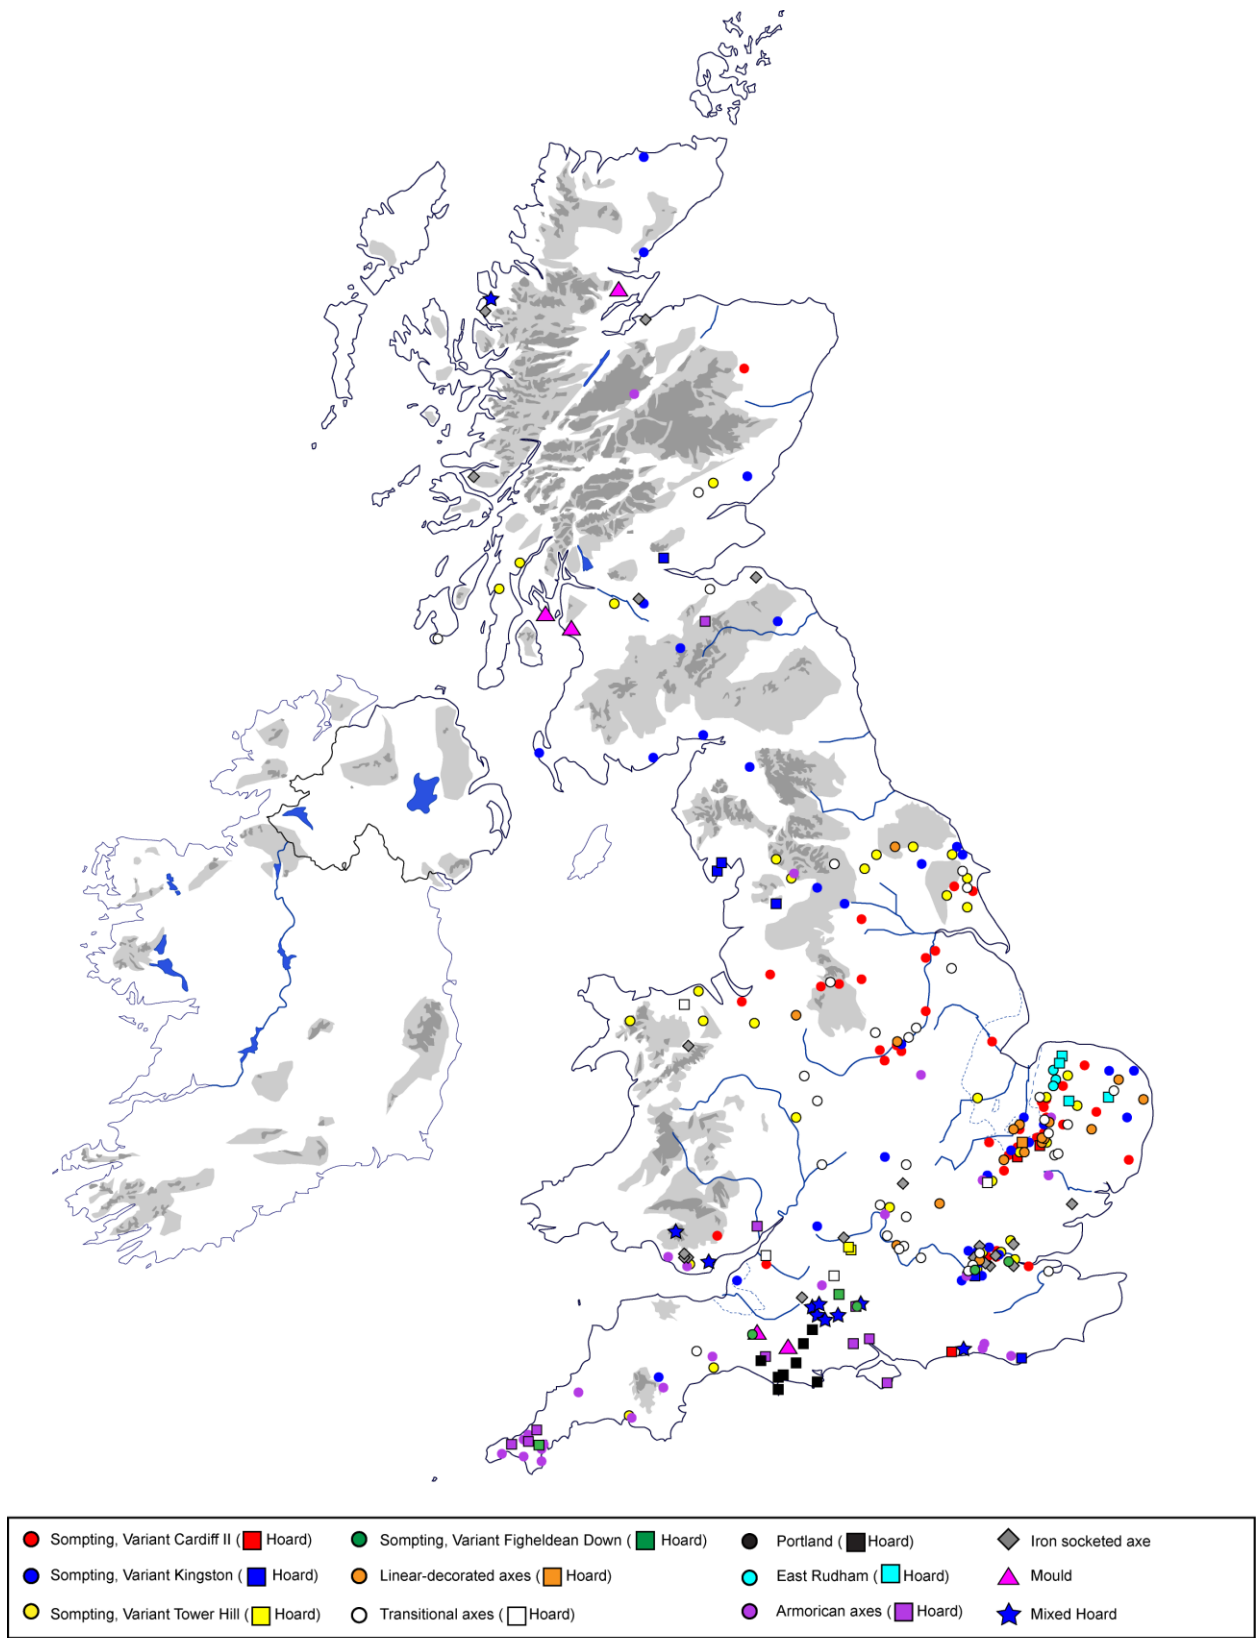 Sompting, Variant Cardiff II ( Hoard) Sompting, Variant Figheldean Down ( Hoard) Portland ( Hoard) Iron socketed axe
Sompting, Variant Kingston ( Hoard) Linear-decorated axes ( Hoard) East Rudham ( Hoard) Mould
Sompting, Variant Tower Hill ( Hoard) Transitional axes ( Hoard) Armorican axes ( Hoard) Mixed Hoard